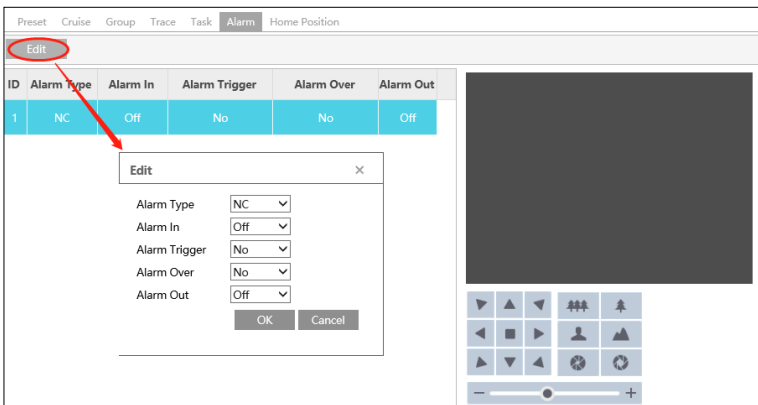 Preset Cruise Group Trace Task Alarm Home Position
Edit
ID Alarm Type Alarm In Alarm Trigger Alarm Over Alarm Out
1 NC Off No No Off
Edit ×
Alarm Type NC
Alarm In Off
Alarm Trigger No
Alarm Over No
Alarm Out Off
OK Cancel